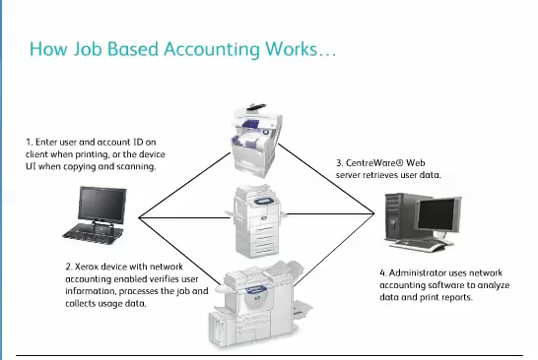 How Job Based Accounting Works…
1. Enter user and account ID on
client when printing, or the device
UI when copying and scanning.
3. CentreWare® Web
server retrieves user data.
2. Xerox device with network
accounting enabled verifies user
information, processes the job and
collects usage data.
4. Administrator uses network
accounting software to analyze
data and print reports.